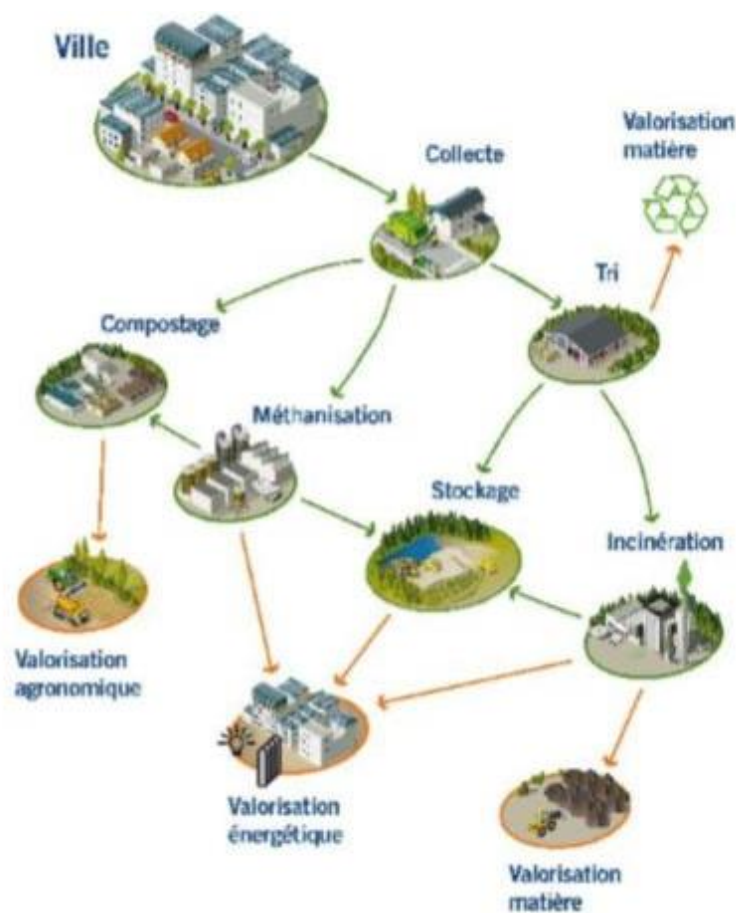 Ville
Collecte
Valorisation
matière
Tri
Compostage
Méthanisation
Stockage
Incinération
Valorisation
agronomique
Valorisation
énergétique
Valorisation
matière